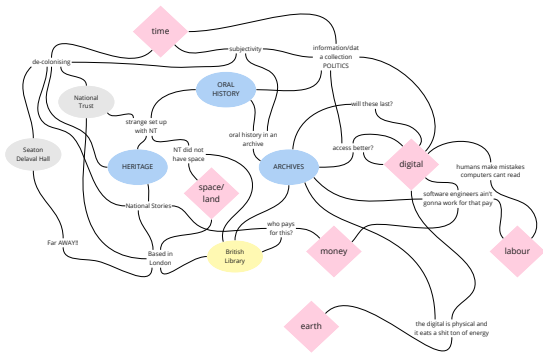 time
subjectivity
information/dat
a collection
POLITICS
de-colonising
National
Trust
ORAL
HISTORY
will these last?
strange set up
with NT
oral history in an
archive
access better?
Seaton
Delaval Hall
NT did not
have space
HERITAGE
ARCHIVES
digital
humans make mistakes
computers cant read
space/
land
software engineers ain't
gonna work for that pay
National Stories
who pays
for this?
Far AWAY!!
Based in
London
British
Library
money
labour
earth
the digital is physical and
it eats a shit ton of energy